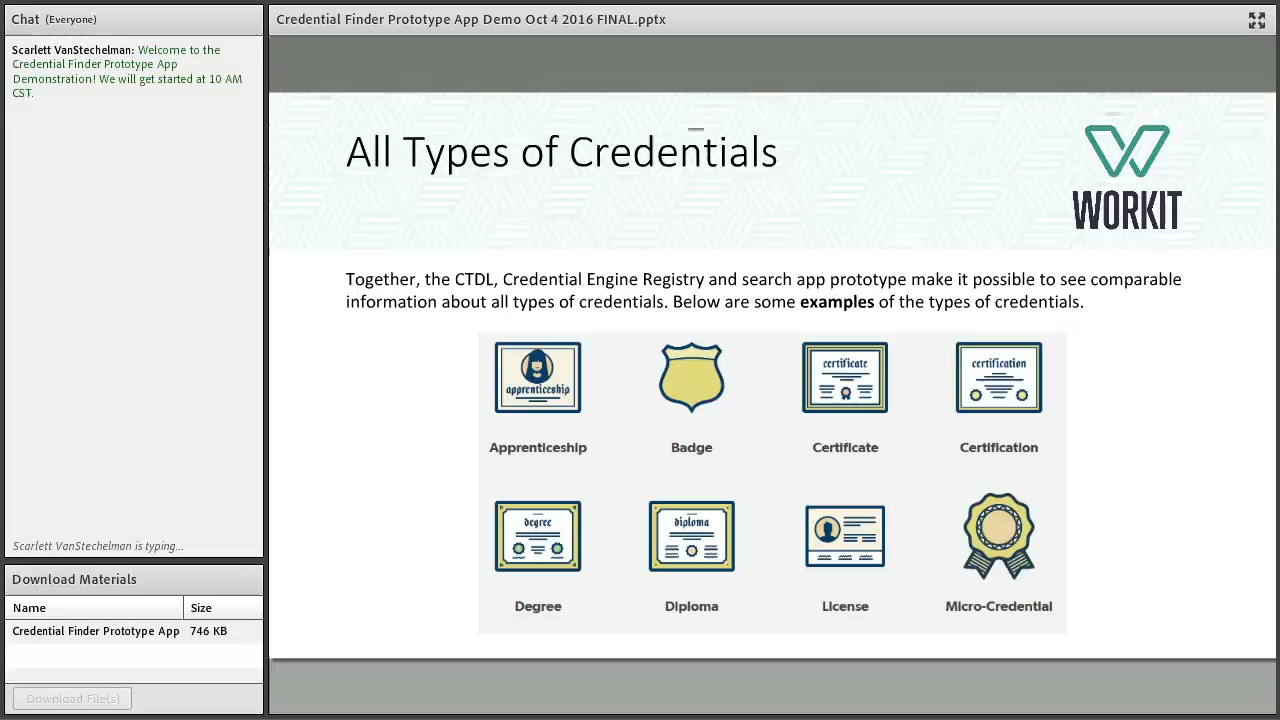 Chat (Everyone)
Scarlett VanStechelman: Welcome to the
Credential Finder Prototype App
Demonstration! We will get started at 10 AM
CST.
Scarlett VanStechelman is typing...
Download Materials
Name Size
Credential Finder Prototype App 746 KB
Download File(s)
Credential Finder Prototype App Demo Oct 4 2016 FINAL.pptx
All Types of Credentials
WORKIT
Together, the CTDL, Credential Engine Registry and search app prototype make it possible to see comparable
information about all types of credentials. Below are some examples of the types of credentials.
apprenticeship certificate certification
Apprenticeship Badge Certificate Certification
degree diploma
Degree Diploma License Micro-Credential